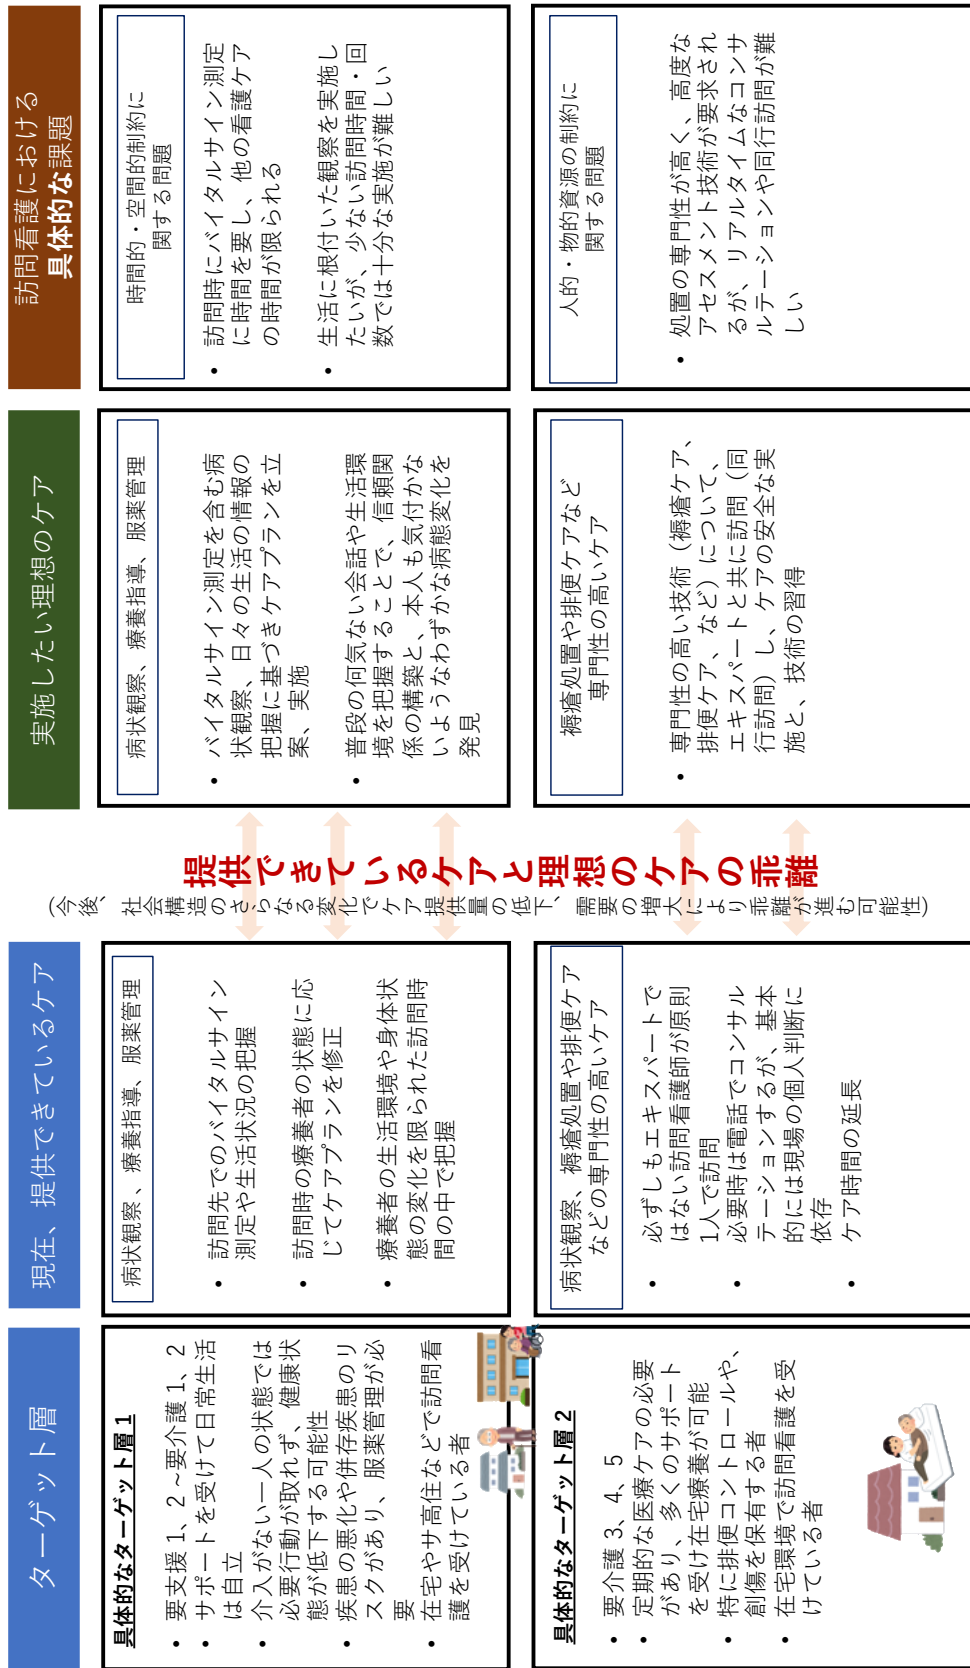 ターゲット層
具体的なターゲット層1
• 要支援1、2~要介護1、2
• サポートを受けて日常生活
は自立
• 介入がない一人の状態では
必要行動が取れず、健康状
態が低下する可能性
• 疾患の悪化や併存疾患のリ
スクがあり、服薬管理が必
要
• 在宅やサ高住などで訪問看
護を受けている者
具体的なターゲット層2
• 要介護3、4、5
• 定期的な医療ケアの必要
があり、多くのサポート
を受け在宅療養が可能
• 特に排便コントロールや、
創傷を保有する者
• 在宅環境で訪問看護を受
けている者
現在、提供できているケア
病状観察、療養指導、服薬管理
• 訪問先でのバイタルサイン
測定や生活状況の把握
• 訪問時の療養者の状態に応
じてケアプランを修正
• 療養者の生活環境や身体状
態の変化を限られた訪問時
間の中で把握
病状観察、褥瘡処置や排便ケア
などの専門性の高いケア
• 必ずしもエキスパートで
はない訪問看護師が原則
1人で訪問
• 必要時は電話でコンサル
テーションするが、基本
的には現場の個人判断に
依存
• ケア時間の延長
提供できているケアと理想のケアの乖離
(今後、社会構造のさらなる変化でケア提供量の低下、需要の増大により乖離が進む可能性)
実施したい理想のケア
病状観察、療養指導、服薬管理
• バイタルサイン測定を含む病
状観察、日々の生活の情報の
把握に基づきケアプランを立
案、実施
• 普段の何気ない会話や生活環
境を把握することで、信頼関
係の構築と、本人も気付かな
いようなわずかな病態変化を
発見
褥瘡処置や排便ケアなど
専門性の高いケア
• 専門性の高い技術（褥瘡ケア、
排便ケア、など）について、
エキスパートと共に訪問（同
行訪問）し、ケアの安全な実
施と、技術の習得
訪問看護における
具体的な課題
時間的・空間的制約に
関する問題
• 訪問時にバイタルサイン測定
に時間を要し、他の看護ケア
の時間が限られる
• 生活に根付いた観察を実施し
たいが、少ない訪問時間・回
数では十分な実施が難しい
人的・物的資源の制約に
関する問題
• 処置の専門性が高く、高度な
アセスメント技術が要求され
るが、リアルタイムなコンサ
ルテーションや同行訪問が難
しい